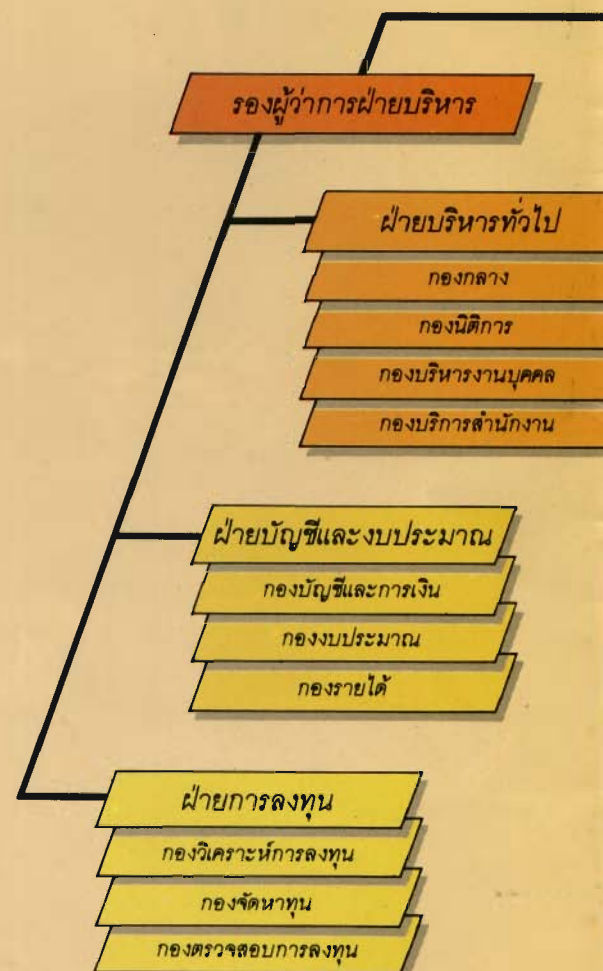 รองผู้ว่าการฝ่ายบริหาร
ฝ่ายบริหารทั่วไป
กองกลาง
กองนิติการ
กองบริหารงานบุคคล
กองบริการสำนักงาน
ฝ่ายบัญชีและงบประมาณ
กองบัญชีและการเงิน
กองงบประมาณ
กองรายได้
ฝ่ายการลงทุน
กองวิเคราะห์การลงทุน
กองจัดหาทุน
กองตรวจสอบการลงทุน